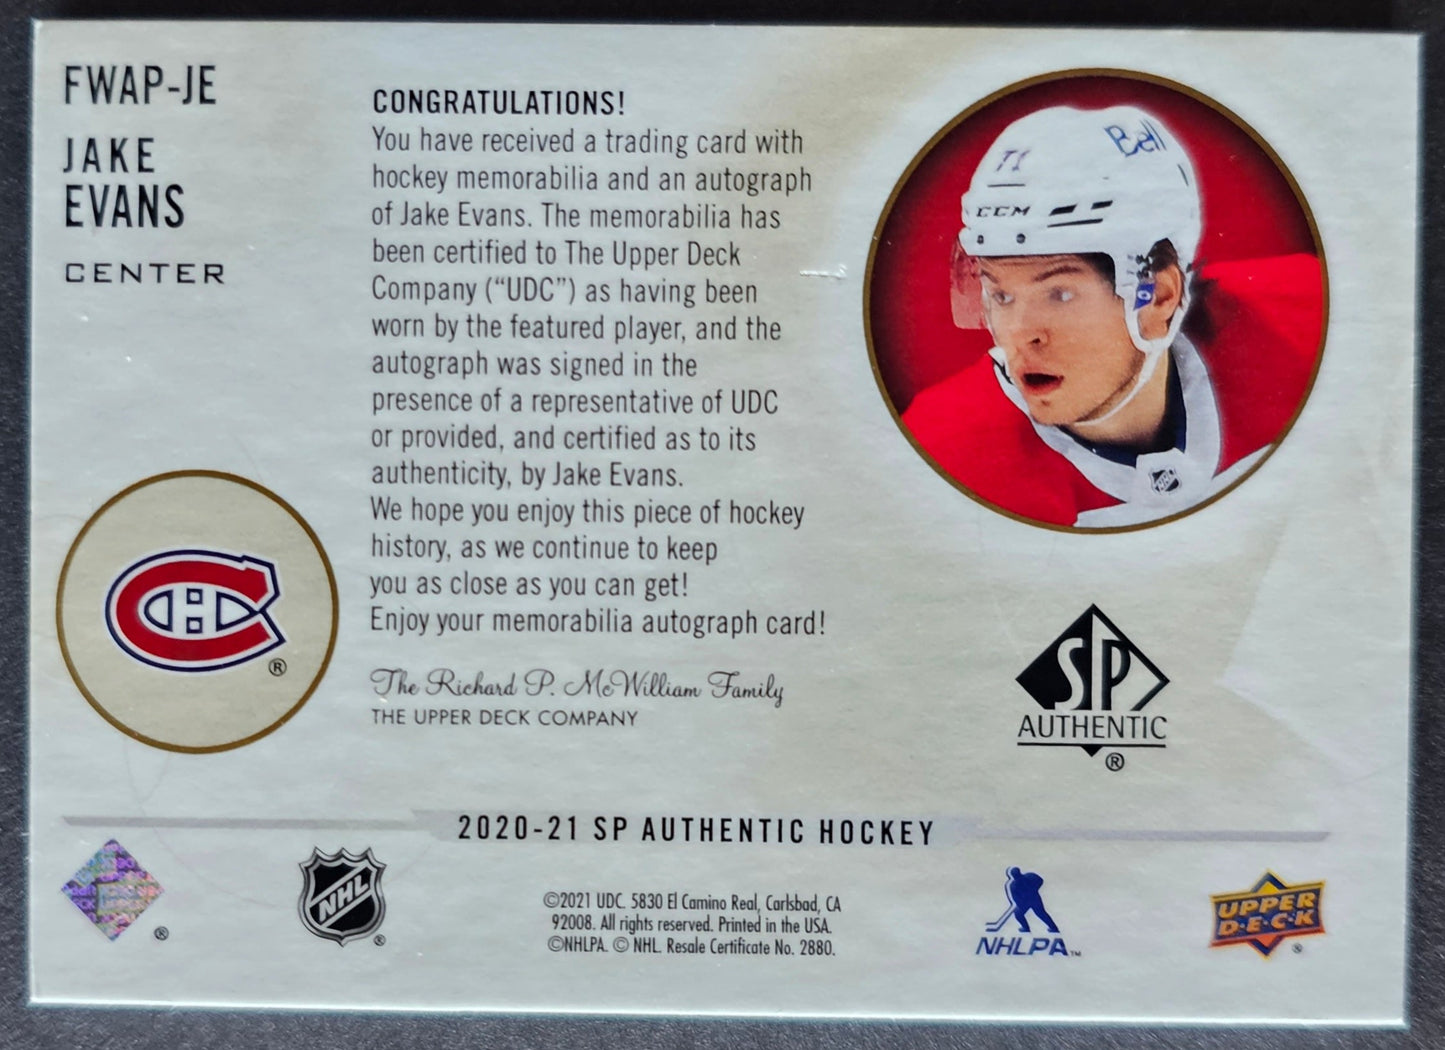 FWAP-JE
JAKE
EVANS
CENTER
CONGRATULATIONS!
You have received a trading card with
hockey memorabilia and an autograph
of Jake Evans. The memorabilia has
been certified to The Upper Deck
Company (“UDC”) as having been
worn by the featured player, and the
autograph was signed in the
presence of a representative of UDC
or provided, and certified as to its
authenticity, by Jake Evans.
We hope you enjoy this piece of hockey
history, as we continue to keep
you as close as you can get!
Enjoy your memorabilia autograph card!
The Richard P. McWilliam Family
THE UPPER DECK COMPANY
71
Bell
CCM
NHL
CH
®
SP
AUTHENTIC
®
2020-21 SP AUTHENTIC HOCKEY
®
NHL
®
©2021 UDC. 5830 El Camino Real, Carlsbad, CA
92008. All rights reserved. Printed in the USA.
©NHLPA. © NHL. Resale Certificate No. 2880.
NHLPA™
UPPER
D·E·C·K
®